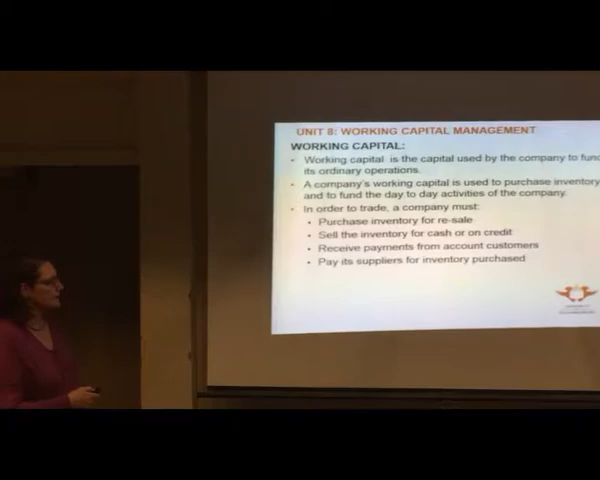 UNIT 8: WORKING CAPITAL MANAGEMENT
WORKING CAPITAL:
• Working capital is the capital used by the company to fund
its ordinary operations.
• A company's working capital is used to purchase inventory
and to fund the day to day activities of the company.
• In order to trade, a company must:
• Purchase inventory for re-sale
• Sell the inventory for cash or on credit
• Receive payments from account customers
• Pay its suppliers for inventory purchased